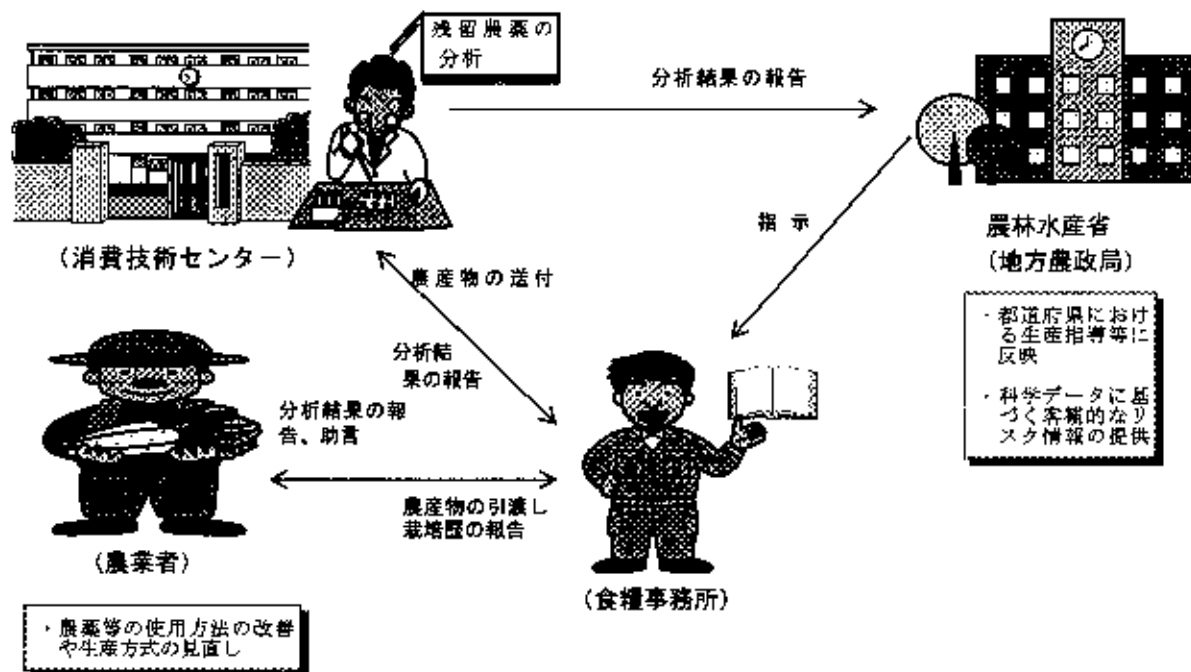 残留農薬の
分析
分析結果の報告
指示
(消費技術センター)
農林水産省
(地方農政局)
農産物の送付
分析結
果の報告
・都道府県におけ
る生産指導等に
反映
・科学データに基
づく客観的なリ
スク情報の提供
分析結果の報
告、助言
農産物の引渡し
栽培歴の報告
(農業者)
(食糧事務所)
・農薬等の使用方法の改善
や生産方式の見直し